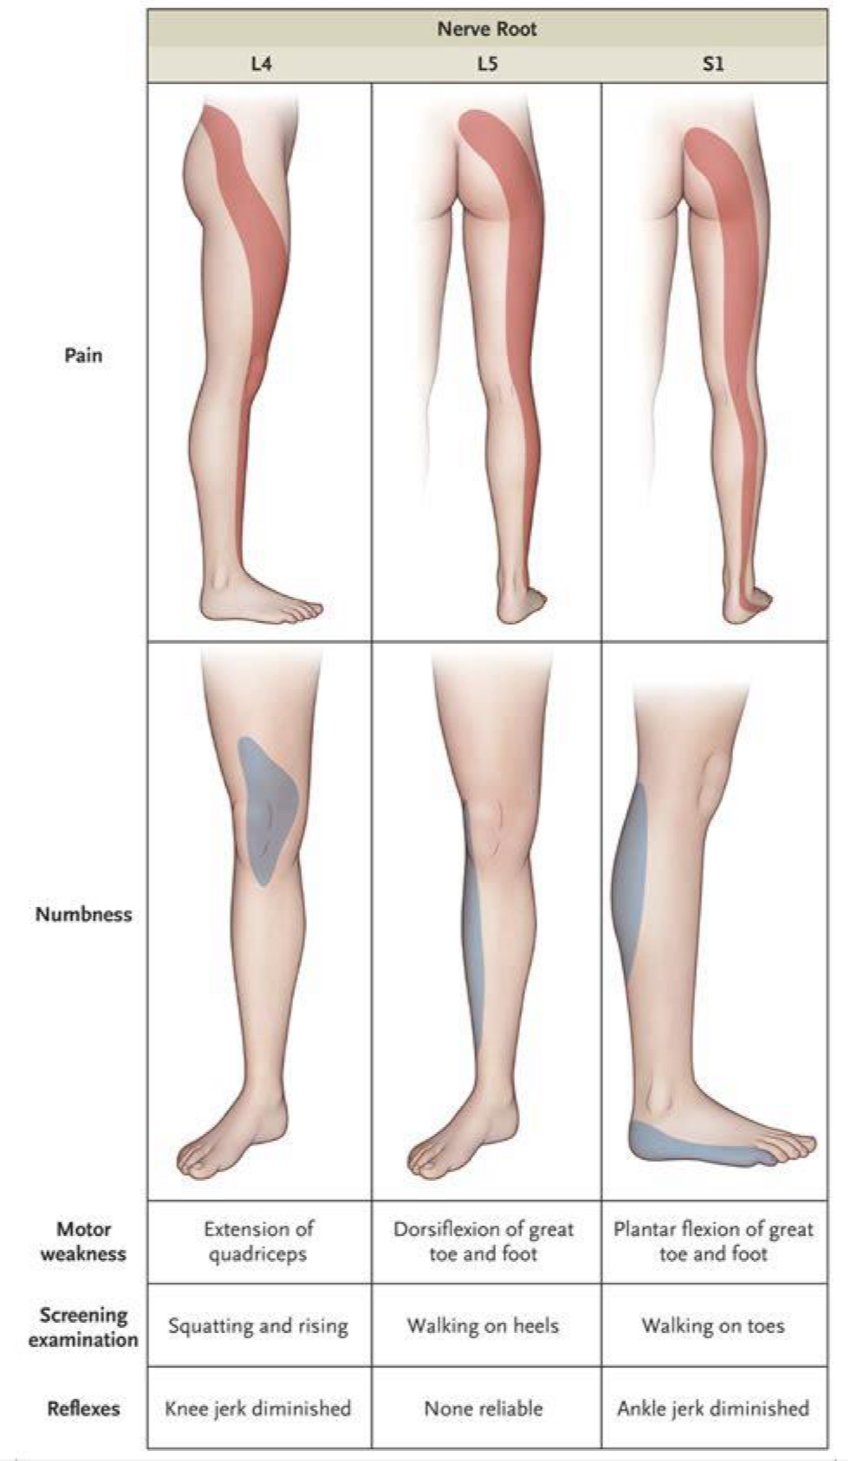 Nerve Root
L4 L5 S1
Pain
Numbness
Motor
weakness
Extension of
quadriceps
Dorsiflexion of great
toe and foot
Plantar flexion of great
toe and foot
Screening
examination
Squatting and rising
Walking on heels
Walking on toes
Reflexes
Knee jerk diminished
None reliable
Ankle jerk diminished